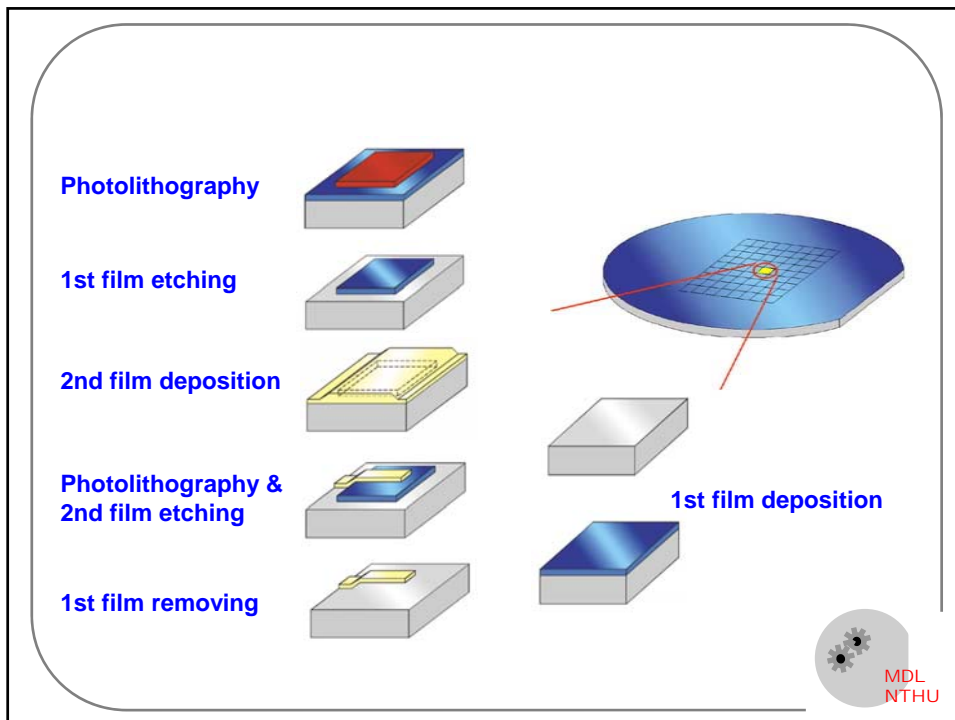 Photolithography
1st film etching
2nd film deposition
Photolithography &
2nd film etching
1st film removing
1st film deposition
MDL
NTHU